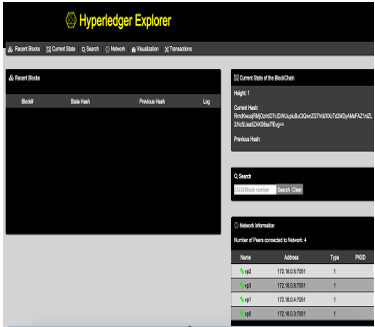 Hyperledger Explorer
Recent Blocks Current State Search Network Visualization Transactions
Recent Blocks
Block# State Hash Previous Hash Log
Current State of the BlockChain
Height: 1
Current Hash:
Previous Hash:
Search
UUID/Block number Search Clear
Network Information
Number of Peers connected to Network: 4
Name Address Type PKID
vp2 172.18.0.5:7051 1
vp3 172.18.0.6:7051 1
vp1 172.18.0.4:7051 1
vp0 172.18.0.3:7051 1